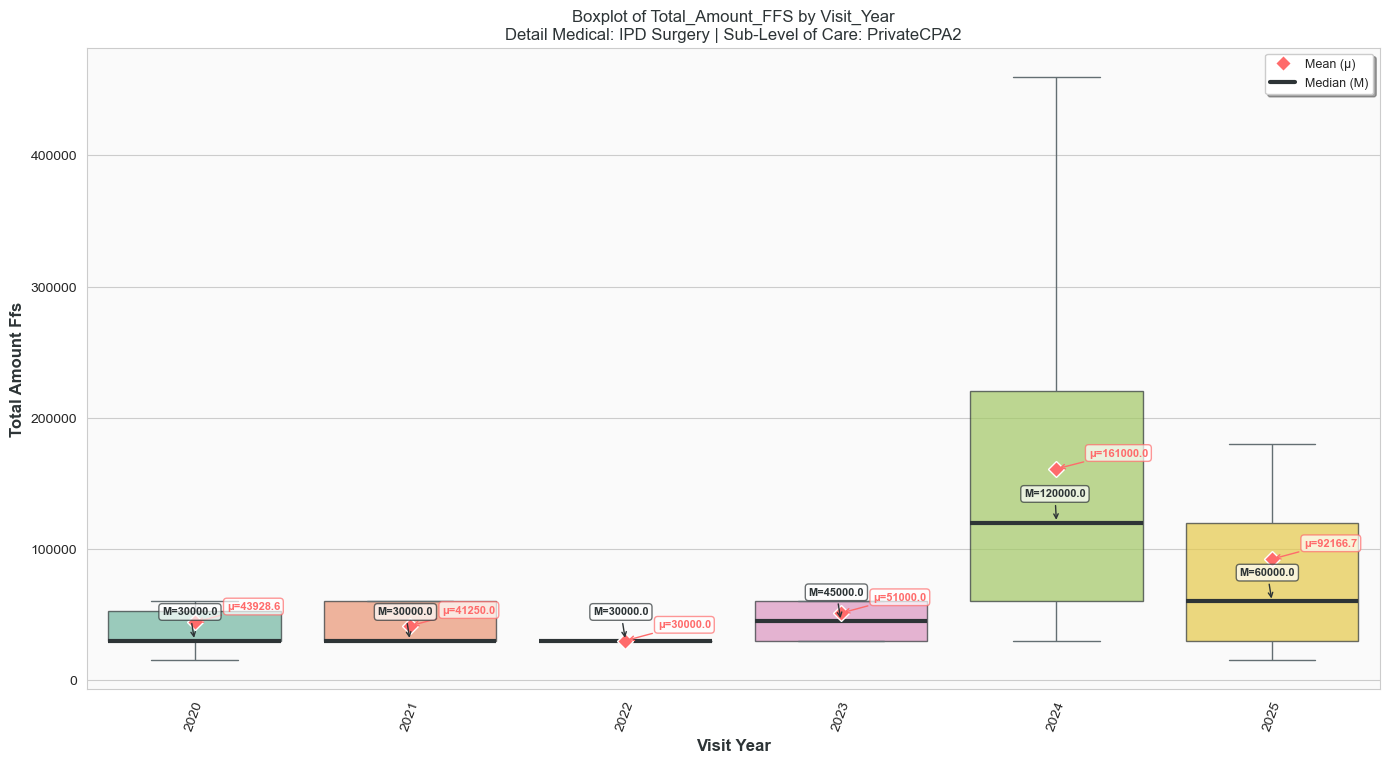 Boxplot of Total_Amount_FFS by Visit_Year
Detail Medical: IPD Surgery | Sub-Level of Care: PrivateCPA2
Mean (μ)
Median (M)
Total Amount Ffs
400000
300000
200000
100000
0
M=30000.0
μ=43928.6
M=30000.0
μ=41250.0
M=30000.0
μ=30000.0
M=45000.0
μ=51000.0
μ=161000.0
M=120000.0
μ=92166.7
M=60000.0
2020
2021
2022
2023
2024
2025
Visit Year